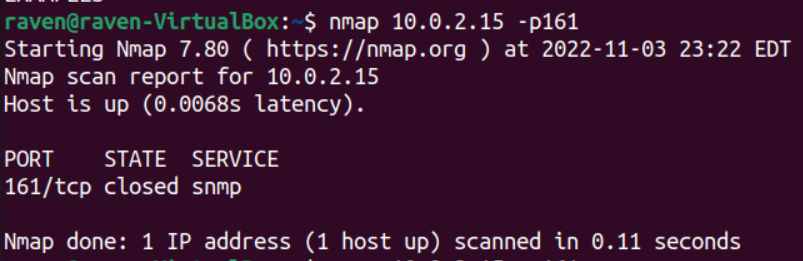 raven@raven-VirtualBox:~$ nmap 10.0.2.15 -p161
Starting Nmap 7.80 ( https://nmap.org ) at 2022-11-03 23:22 EDT
Nmap scan report for 10.0.2.15
Host is up (0.0068s latency).
PORT    STATE  SERVICE
161/tcp closed snmp
Nmap done: 1 IP address (1 host up) scanned in 0.11 seconds